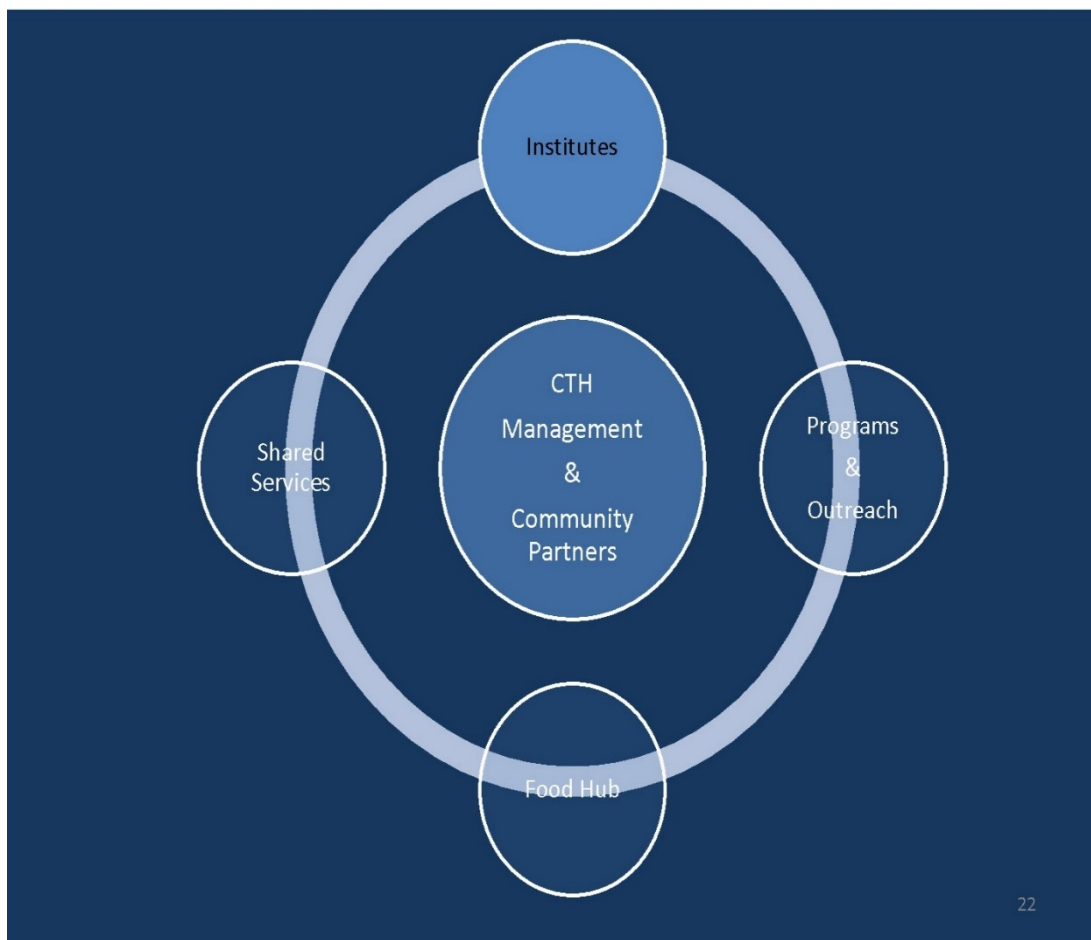 Institutes
CTH
Management
&
Community
Partners
Shared
Services
Programs
&
Outreach
Food Hub
22